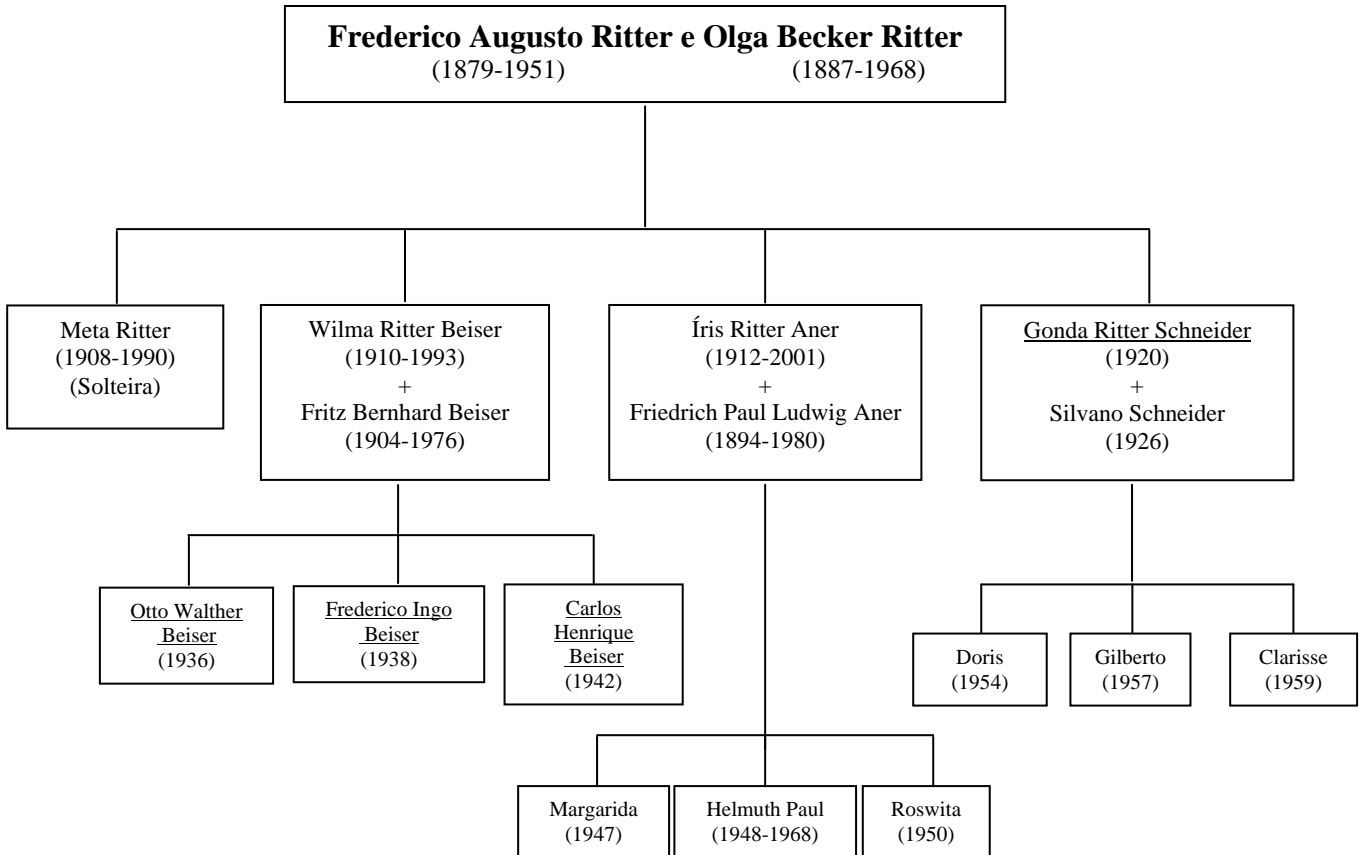 Frederico Augusto Ritter e Olga Becker Ritter
(1879-1951) (1887-1968)
Meta Ritter
(1908-1990)
(Solteira)
Wilma Ritter Beiser
(1910-1993)
+
Fritz Bernhard Beiser
(1904-1976)
Íris Ritter Aner
(1912-2001)
+
Friedrich Paul Ludwig Aner
(1894-1980)
Gonda Ritter Schneider
(1920)
+
Silvano Schneider
(1926)
Otto Walther
Beiser
(1936)
Frederico Ingo
Beiser
(1938)
Carlos
Henrique
Beiser
(1942)
Doris
(1954)
Gilberto
(1957)
Clarisse
(1959)
Margarida
(1947)
Helmuth Paul
(1948-1968)
Roswita
(1950)